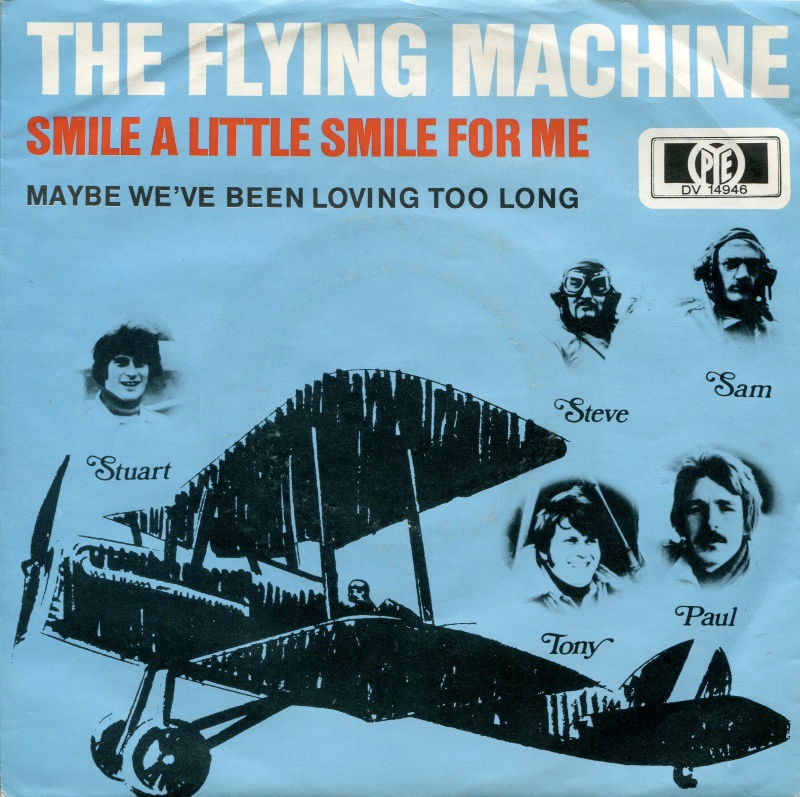 THE FLYING MACHINE
SMILE A LITTLE SMILE FOR ME
MAYBE WE'VE BEEN LOVING TOO LONG
PYE
DV 14946
Sam
Steve
Stuart
Paul
Tony